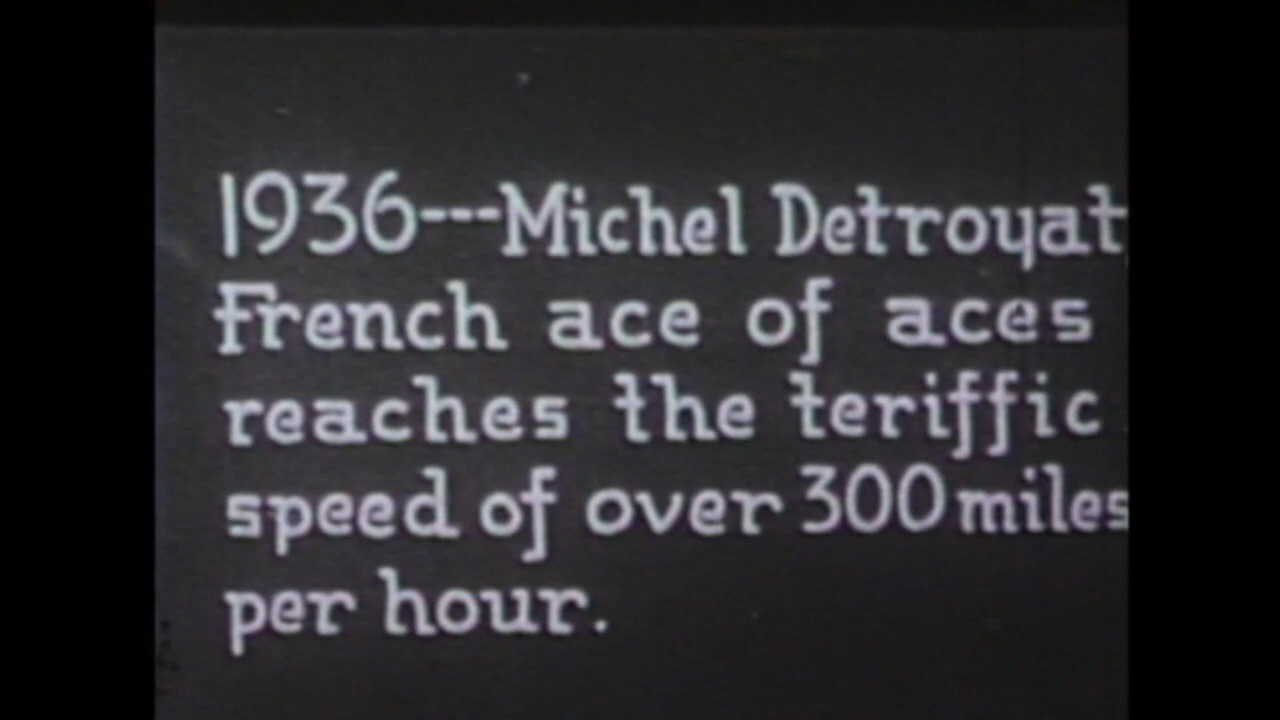 1936---Michel Detroyat
French ace of aces
reaches the teriffic
speed of over 300 miles
per hour.